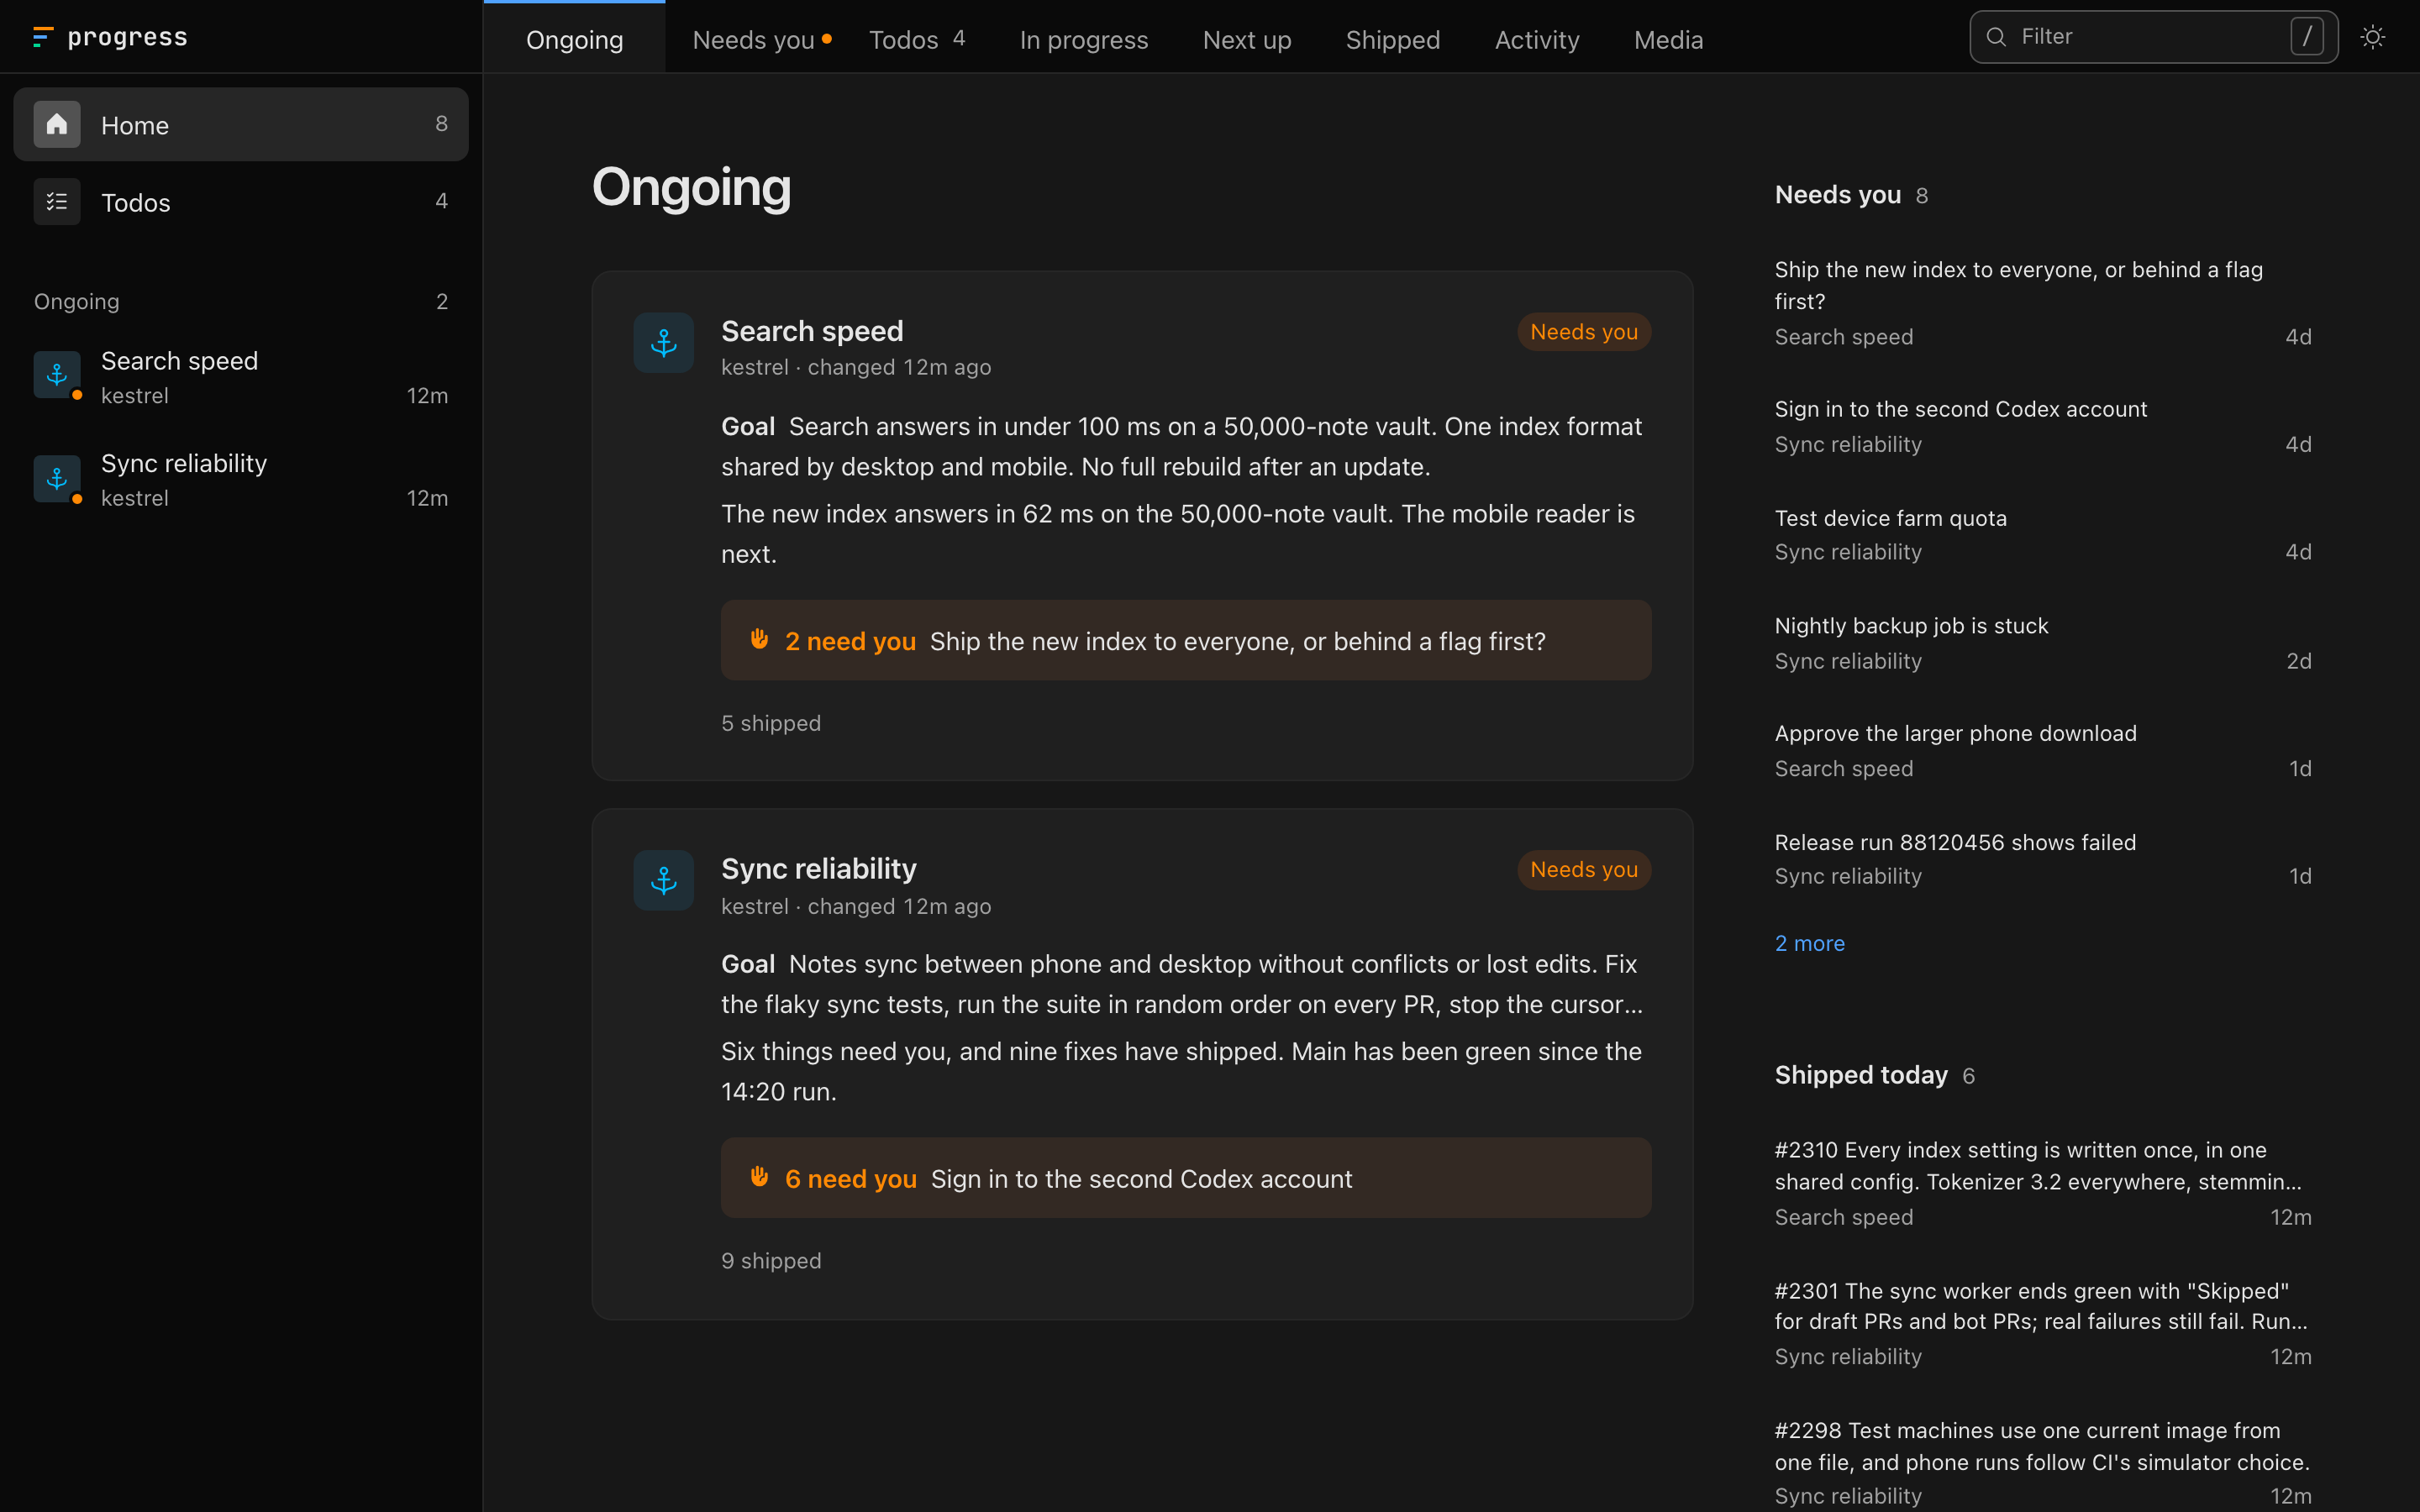 progress
Ongoing
Needs you
Todos 4
In progress
Next up
Shipped
Activity
Media
Filter
/
Home 8
Todos 4
Ongoing 2
Search speed
kestrel 12m
Sync reliability
kestrel 12m
Ongoing
Search speed
Needs you
kestrel · changed 12m ago
Goal Search answers in under 100 ms on a 50,000-note vault. One index format
shared by desktop and mobile. No full rebuild after an update.
The new index answers in 62 ms on the 50,000-note vault. The mobile reader is
next.
2 need you Ship the new index to everyone, or behind a flag first?
5 shipped
Sync reliability
Needs you
kestrel · changed 12m ago
Goal Notes sync between phone and desktop without conflicts or lost edits. Fix
the flaky sync tests, run the suite in random order on every PR, stop the cursor...
Six things need you, and nine fixes have shipped. Main has been green since the
14:20 run.
6 need you Sign in to the second Codex account
9 shipped
Needs you 8
Ship the new index to everyone, or behind a flag
first?
Search speed 4d
Sign in to the second Codex account
Sync reliability 4d
Test device farm quota
Sync reliability 4d
Nightly backup job is stuck
Sync reliability 2d
Approve the larger phone download
Search speed 1d
Release run 88120456 shows failed
Sync reliability 1d
2 more
Shipped today 6
#2310 Every index setting is written once, in one
shared config. Tokenizer 3.2 everywhere, stemmin...
Search speed 12m
#2301 The sync worker ends green with "Skipped"
for draft PRs and bot PRs; real failures still fail. Run...
Sync reliability 12m
#2298 Test machines use one current image from
one file, and phone runs follow CI's simulator choice.
Sync reliability 12m